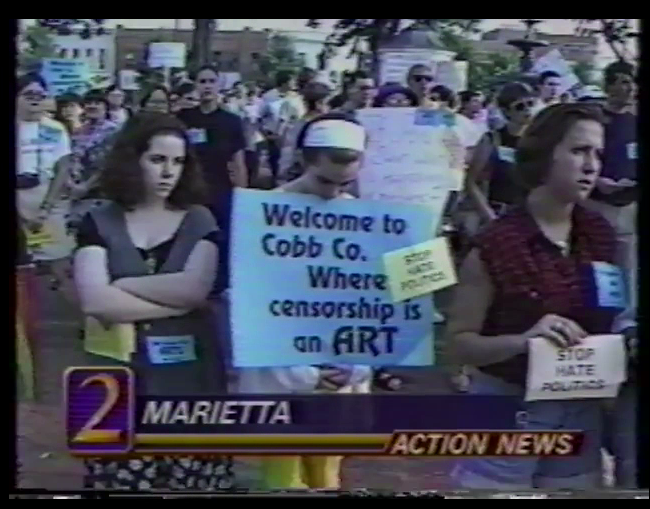 Welcome to
Cobb Co.
Where
censorship is
an ART
STOP
HATE
POLITICS
STOP
HATE
POLITICS
2
MARIETTA
ACTION NEWS